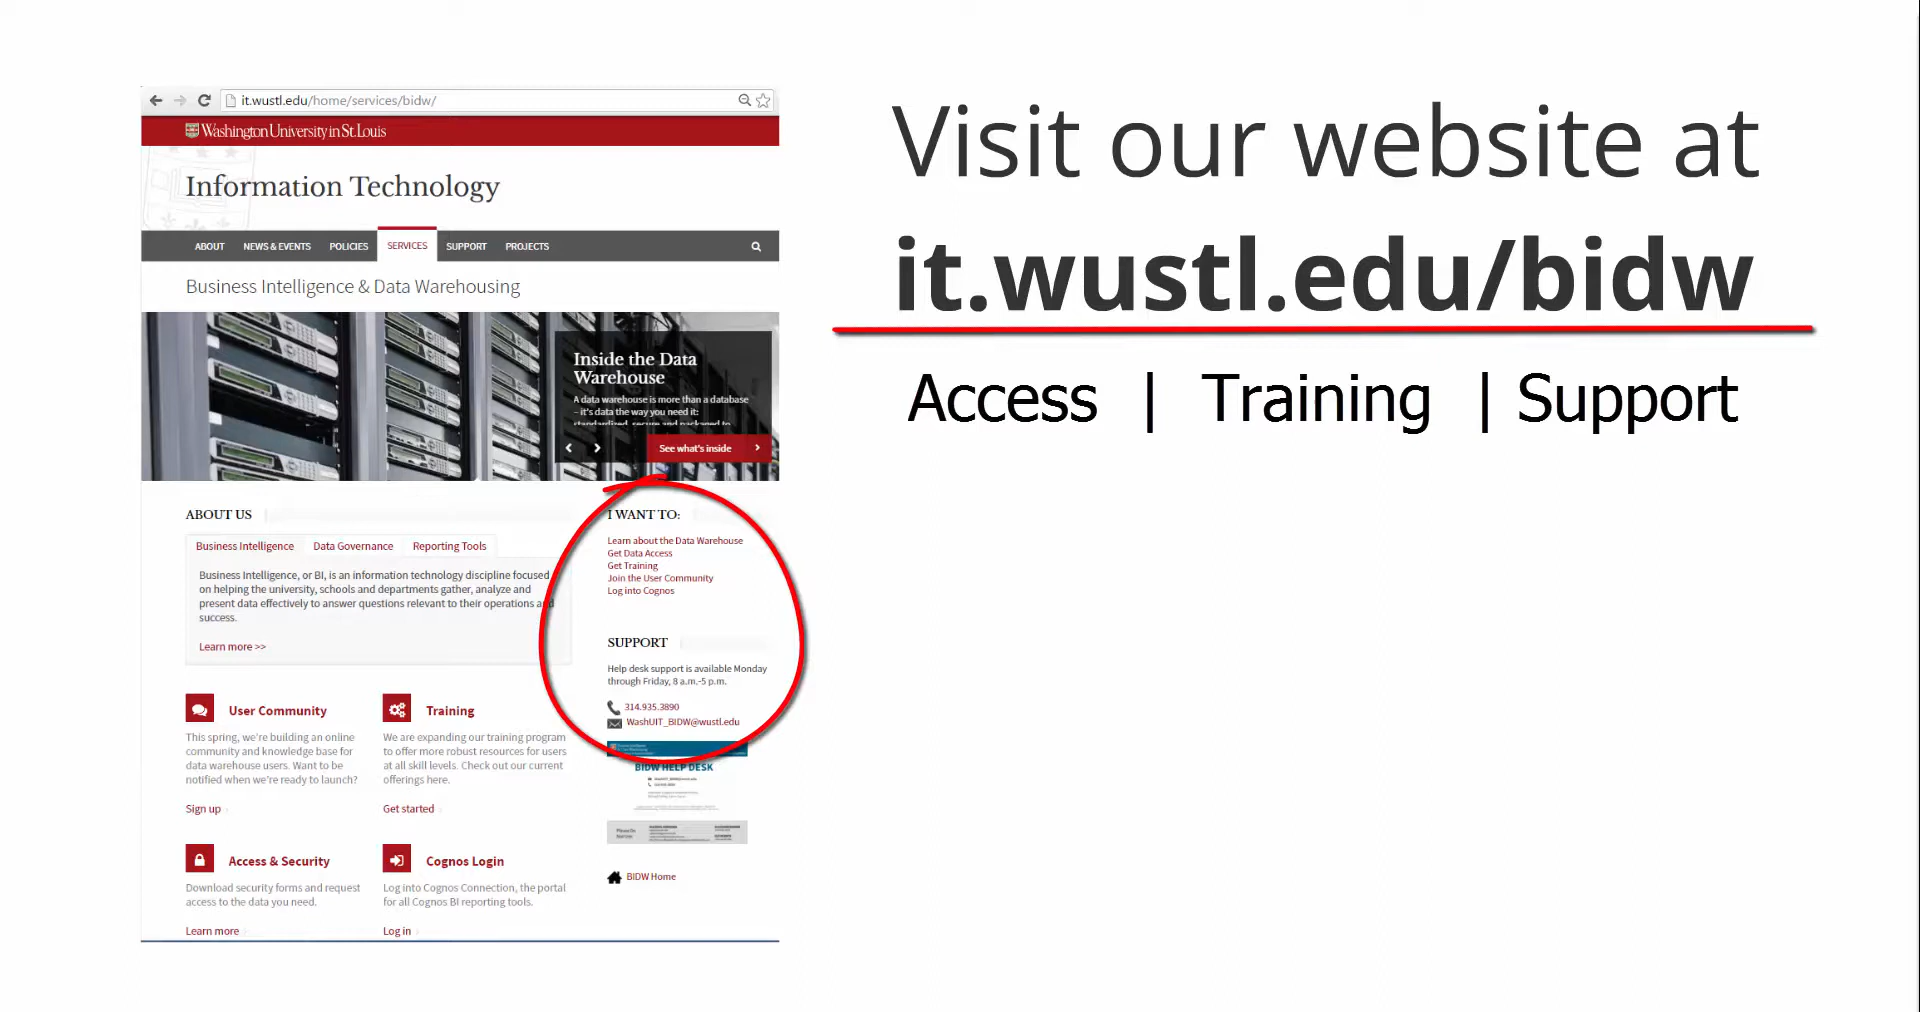 it.wustl.edu/home/services/bidw/
Washington University in St. Louis
Information Technology
ABOUT NEWS & EVENTS POLICIES SERVICES SUPPORT PROJECTS
Business Intelligence & Data Warehousing
Inside the Data
Warehouse
A data warehouse is more than a database
– it's data the way you need it:
standardized, secure and packaged to
See what's inside
ABOUT US
Business Intelligence Data Governance Reporting Tools
Business Intelligence, or BI, is an information technology discipline focused
on helping the university, schools and departments gather, analyze and
present data effectively to answer questions relevant to their operations and
success.
Learn more >>
User Community
This spring, we're building an online
community and knowledge base for
data warehouse users. Want to be
notified when we're ready to launch?
Sign up
Training
We are expanding our training program
to offer more robust resources for users
at all skill levels. Check out our current
offerings here.
Get started
Access & Security
Download security forms and request
access to the data you need.
Learn more
Cognos Login
Log into Cognos Connection, the portal
for all Cognos BI reporting tools.
Log in
I WANT TO:
Learn about the Data Warehouse
Get Data Access
Get Training
Join the User Community
Log into Cognos
SUPPORT
Help desk support is available Monday
through Friday, 8 a.m.-5 p.m.
314.935.3890
WashUIT_BIDW@wustl.edu
BIDW HELP DESK
BIDW Home
Visit our website at
it.wustl.edu/bidw
Access | Training | Support